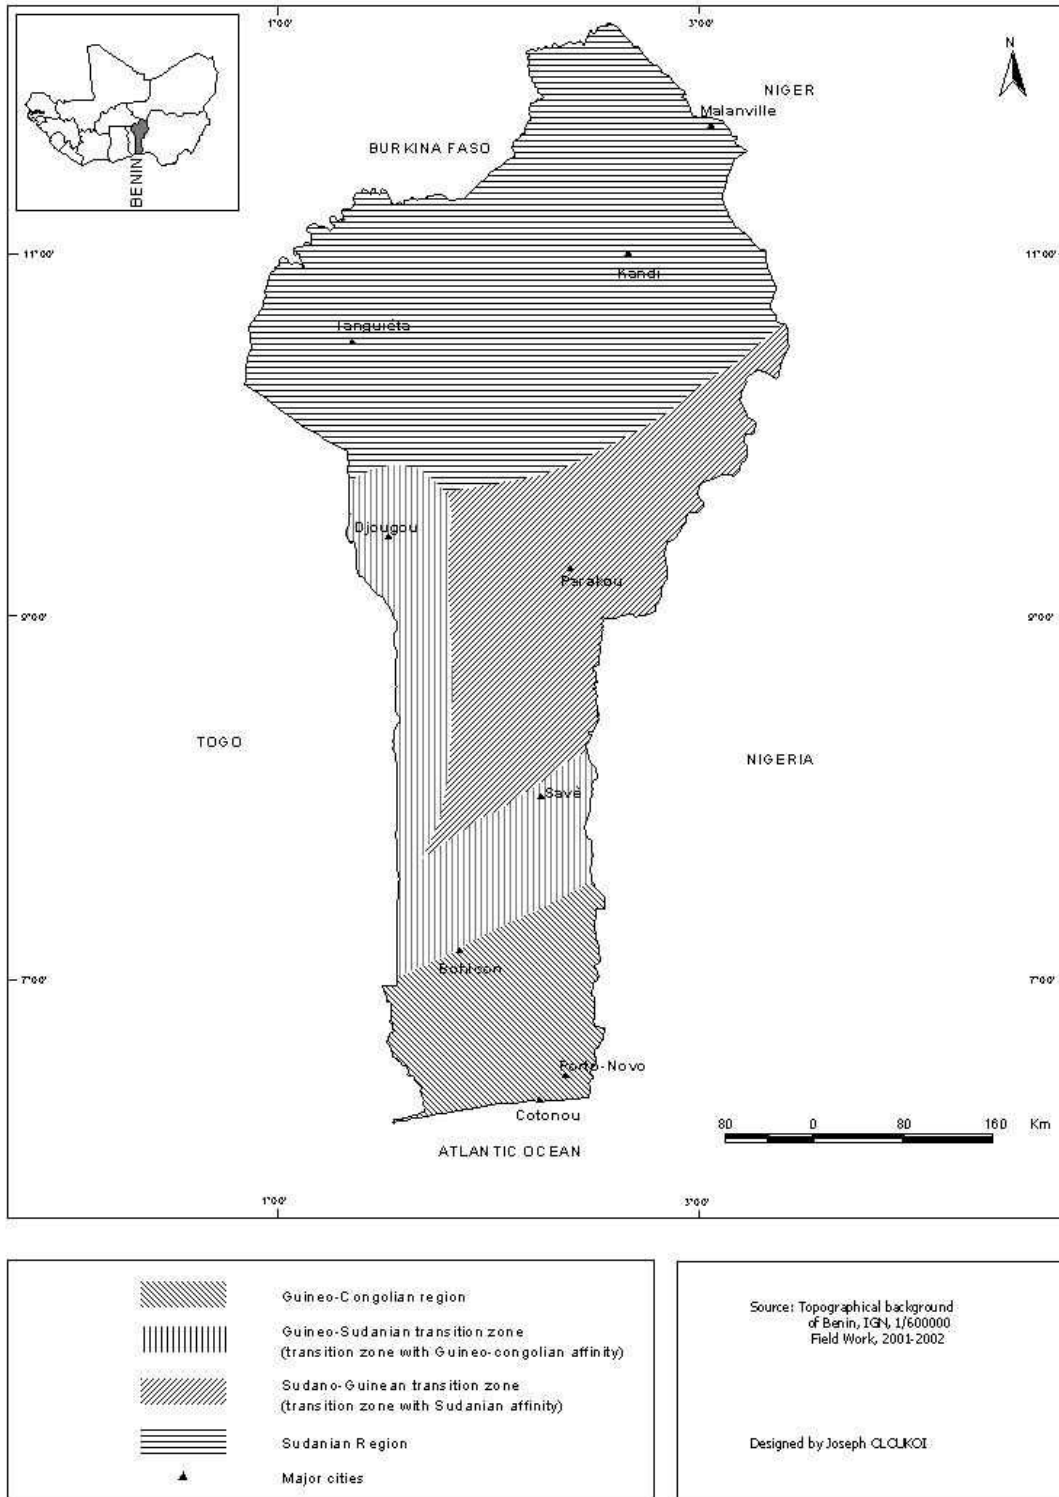 1°00'
3°00'
BENIN
N
NIGER
Malanville
BURKINA FASO
11°00'
11°00'
Kandi
Tanguiéta
Djougou
Parakou
9°00'
9°00'
TOGO
NIGERIA
Savè
7°00'
7°00'
Bohicon
Porto-Novo
Cotonou
80 0 80 160 Km
ATLANTIC OCEAN
1°00'
3°00'
Guineo-Congolian region
Guineo-Sudanian transition zone
(transition zone with Guineo-congolian affinity)
Sudano-Guinean transition zone
(transition zone with Sudanian affinity)
Sudanian Region
Major cities
Source: Topographical background
of Benin, IGN, 1/600000
Field Work, 2001-2002
Designed by Joseph CLCUKOI